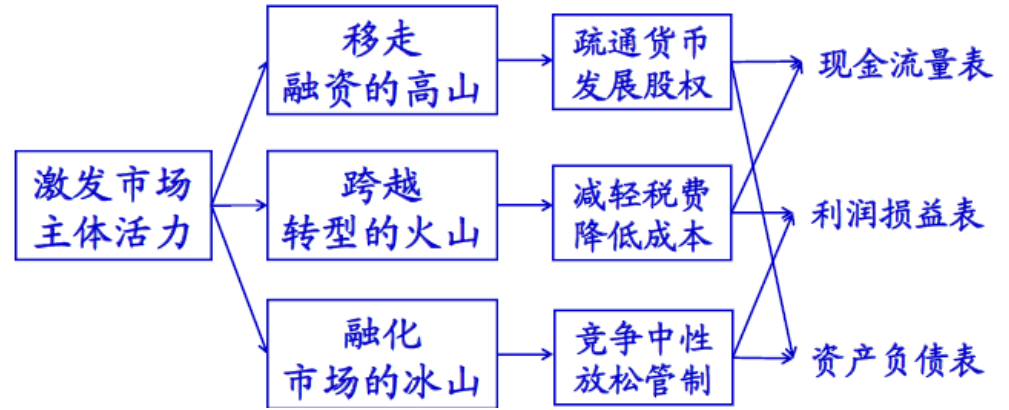 激发市场
主体活力
移走
融资的高山
跨越
转型的火山
融化
市场的冰山
疏通货币
发展股权
减轻税费
降低成本
竞争中性
放松管制
现金流量表
利润损益表
资产负债表